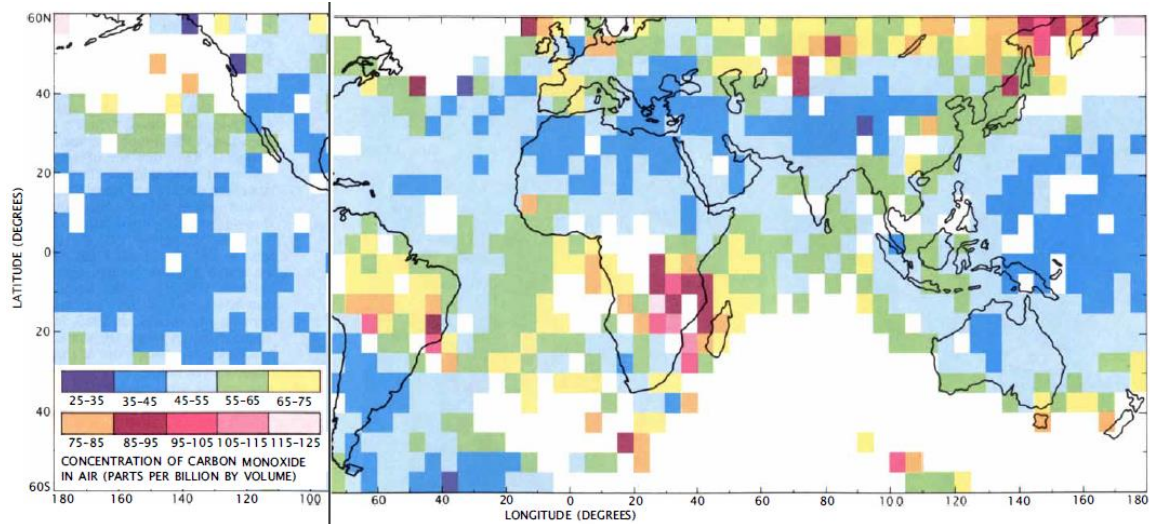 60N
40
20
0
20
40
60S
LATITUDE (DEGREES)
25-35 35-45 45-55 55-65 65-75
75-85 85-95 95-105 105-115 115-125
CONCENTRATION OF CARBON MONOXIDE
IN AIR (PARTS PER BILLION BY VOLUME)
180 160 140 120 100 60 40 20 0 20 40 60 80 100 120 140 160 180
LONGITUDE (DEGREES)